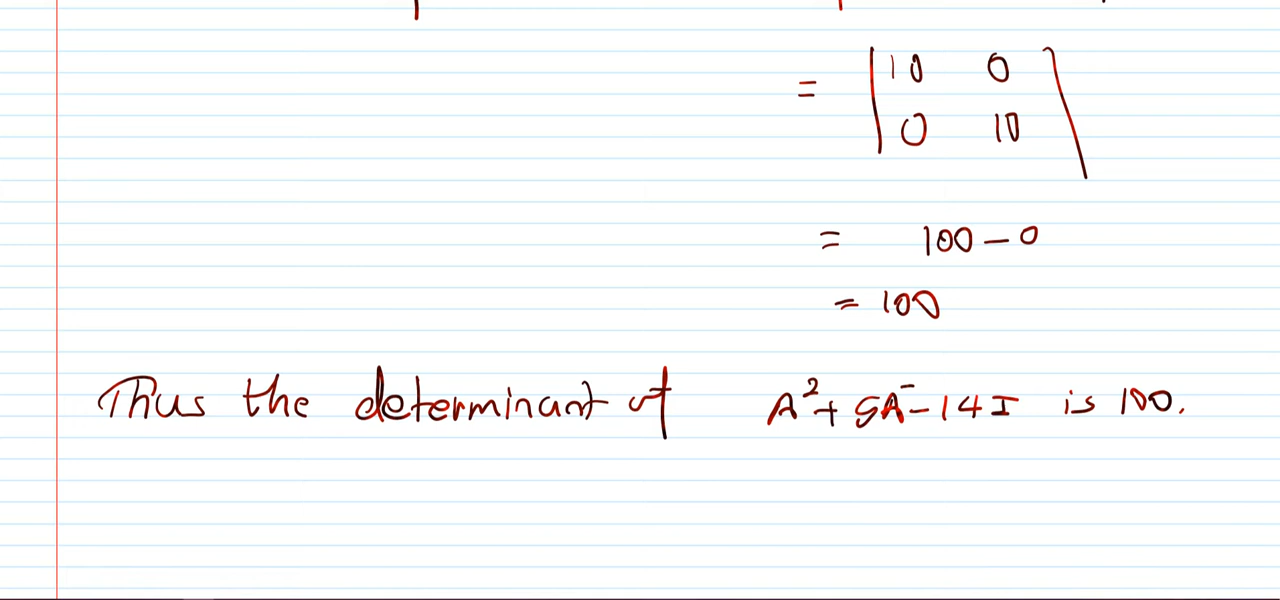 = | 10 0 |
| 0 10 |
= 100 - 0
= 100
Thus the determinant of A² + 5A - 14I is 100.